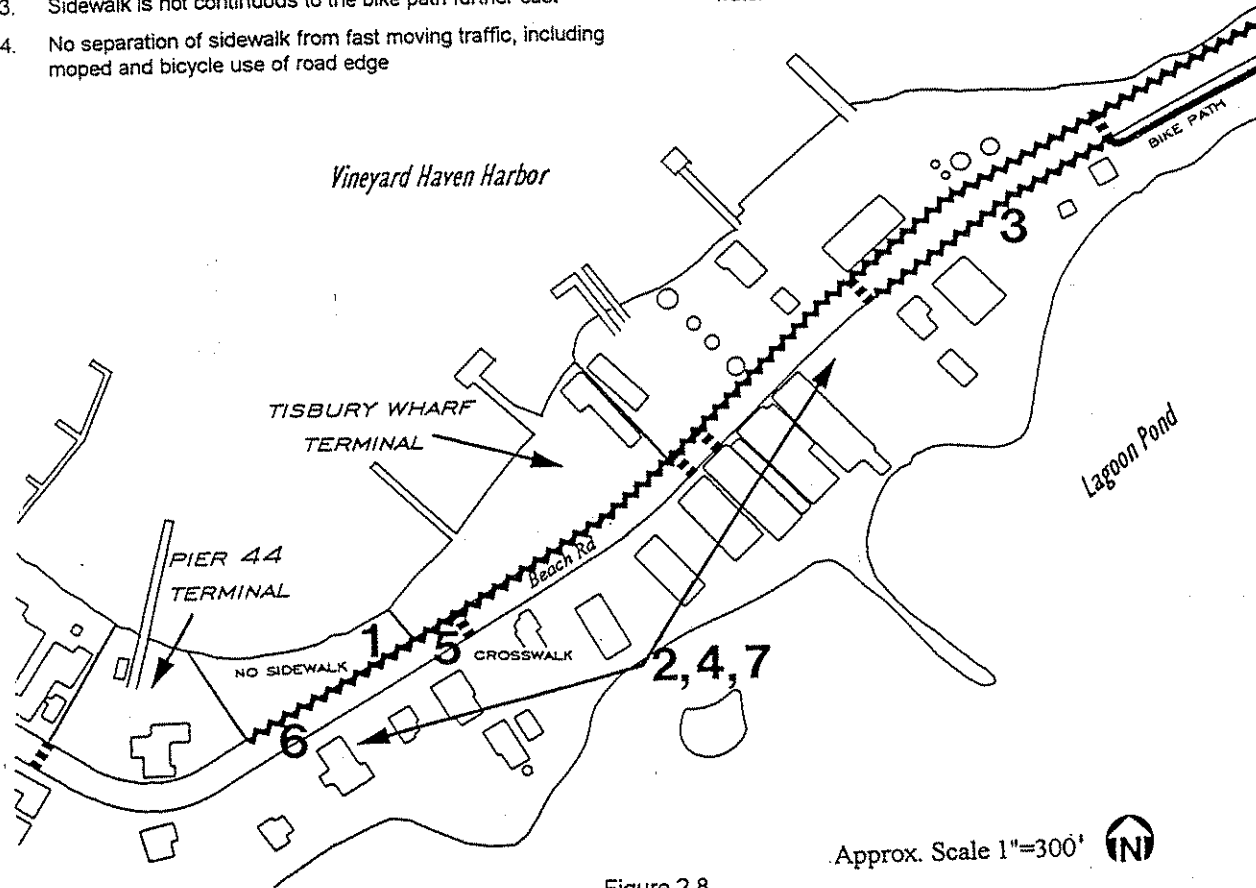 3. Sidewalk is not continuous to the bike path further east
4. No separation of sidewalk from fast moving traffic, including
moped and bicycle use of road edge
Vineyard Haven Harbor
BIKE PATH
3
TISBURY WHARF
TERMINAL
Lagoon Pond
Beach Rd
PIER 44
TERMINAL
1
5
CROSSWALK
NO SIDEWALK
2, 4, 7
6
Approx. Scale 1"=300'
N
Figure 2.8